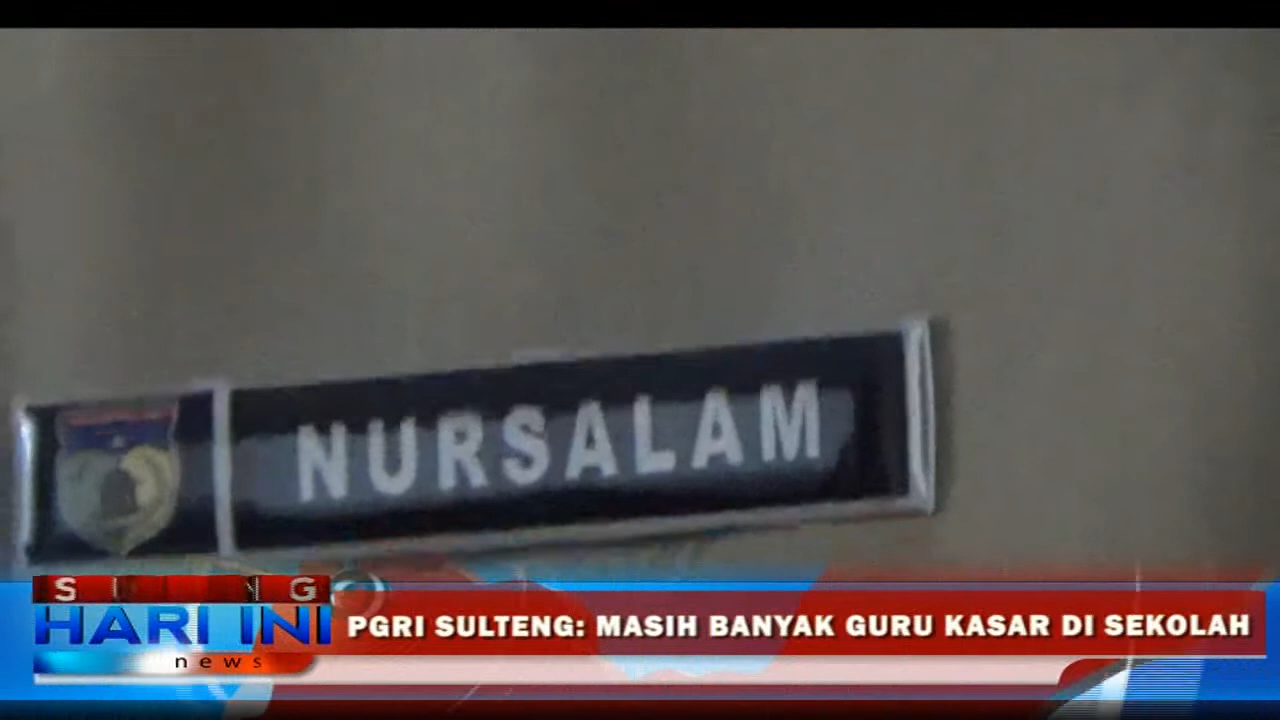 NURSALAM
HARI INI
news
PGRI SULTENG: MASIH BANYAK GURU KASAR DI SEKOLAH